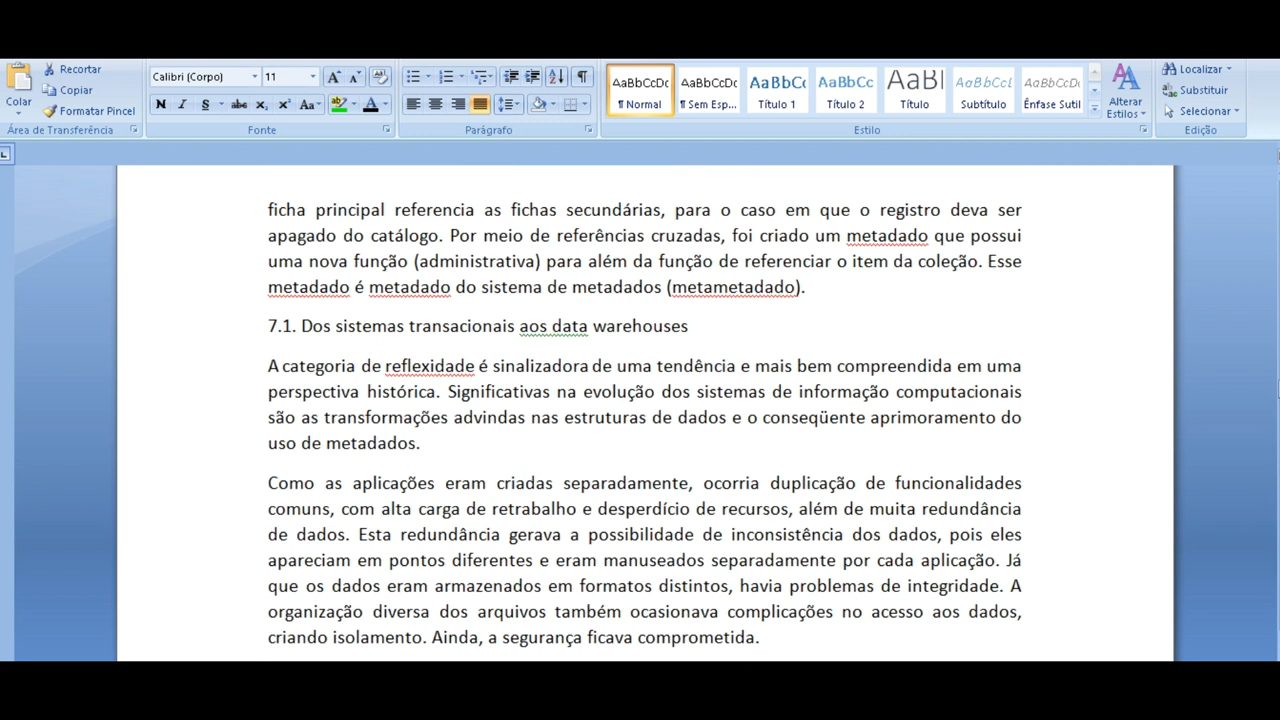 Recortar
Copiar
Colar
Formatar Pincel
Área de Transferência
Calibri (Corpo)
11
N I S abc x₂ x² Aa
Fonte
Parágrafo
AaBbCcDc AaBbCcDc AaBbCc AaBbCc AaBl AaBbCcL AaBbCcDc
¶ Normal ¶ Sem Esp... Título 1 Título 2 Título Subtítulo Ênfase Sutil
Alterar
Estilos
Estilo
Localizar
Substituir
Selecionar
Edição
ficha principal referencia as fichas secundárias, para o caso em que o registro deva ser
apagado do catálogo. Por meio de referências cruzadas, foi criado um metadado que possui
uma nova função (administrativa) para além da função de referenciar o item da coleção. Esse
metadado é metadado do sistema de metadados (metametadado).
7.1. Dos sistemas transacionais aos data warehouses
A categoria de reflexidade é sinalizadora de uma tendência e mais bem compreendida em uma
perspectiva histórica. Significativas na evolução dos sistemas de informação computacionais
são as transformações advindas nas estruturas de dados e o conseqüente aprimoramento do
uso de metadados.
Como as aplicações eram criadas separadamente, ocorria duplicação de funcionalidades
comuns, com alta carga de retrabalho e desperdício de recursos, além de muita redundância
de dados. Esta redundância gerava a possibilidade de inconsistência dos dados, pois eles
apareciam em pontos diferentes e eram manuseados separadamente por cada aplicação. Já
que os dados eram armazenados em formatos distintos, havia problemas de integridade. A
organização diversa dos arquivos também ocasionava complicações no acesso aos dados,
criando isolamento. Ainda, a segurança ficava comprometida.